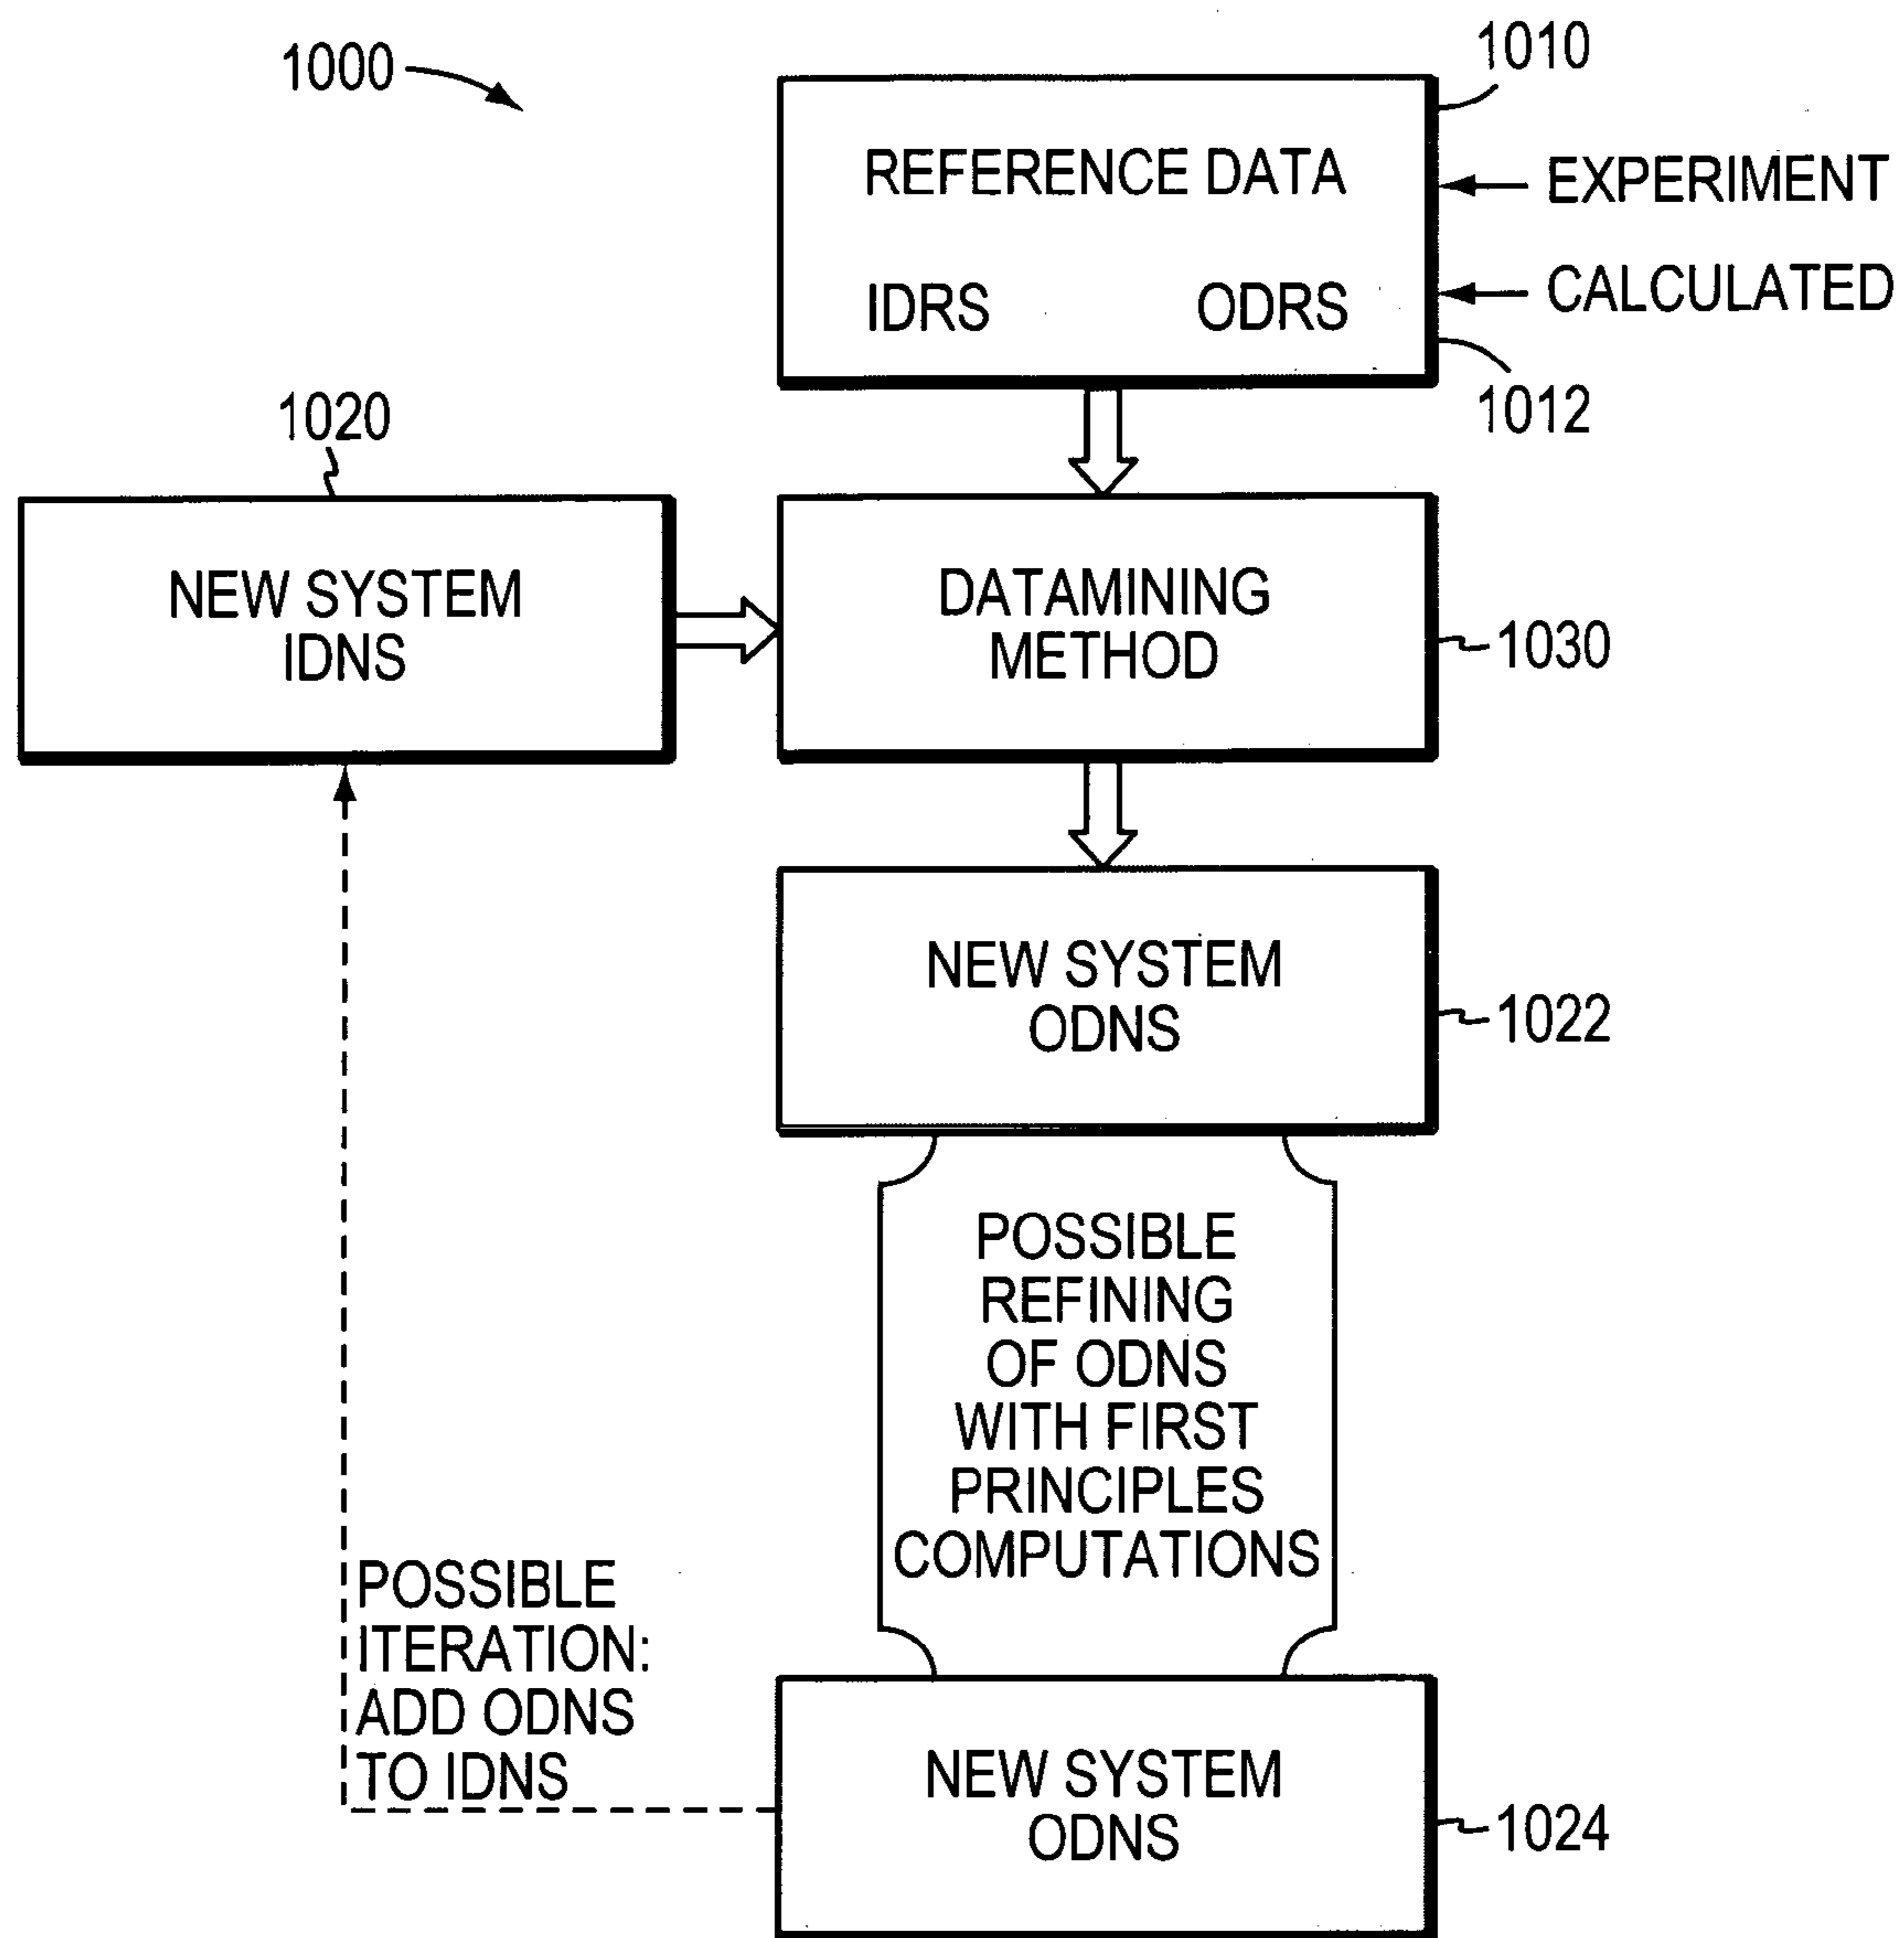 1000
1010
REFERENCE DATA
EXPERIMENT
IDRS ODRS
CALCULATED
1012
1020
NEW SYSTEM
IDNS
DATAMINING
METHOD
1030
NEW SYSTEM
ODNS
1022
POSSIBLE
REFINING
OF ODNS
WITH FIRST
PRINCIPLES
COMPUTATIONS
POSSIBLE
ITERATION:
ADD ODNS
TO IDNS
NEW SYSTEM
ODNS
1024